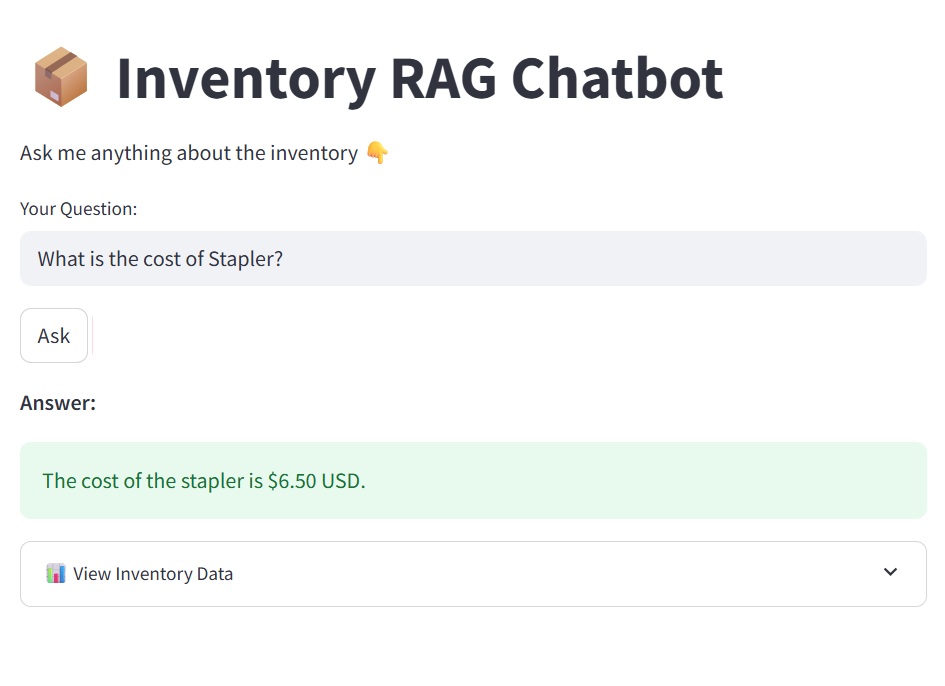 Inventory RAG Chatbot
Ask me anything about the inventory 👇
Your Question:
What is the cost of Stapler?
Ask
Answer:
The cost of the stapler is $6.50 USD.
View Inventory Data